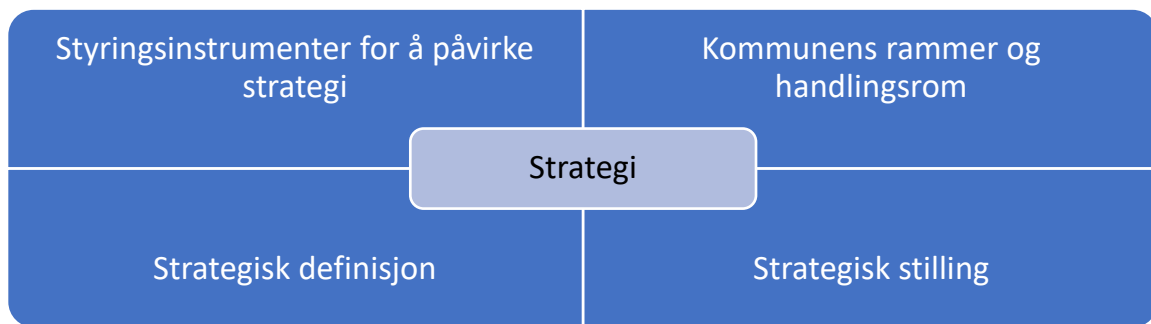 Styringsinstrumenter for å påvirke
strategi
Kommunens rammer og
handlingsrom
Strategi
Strategisk definisjon
Strategisk stilling